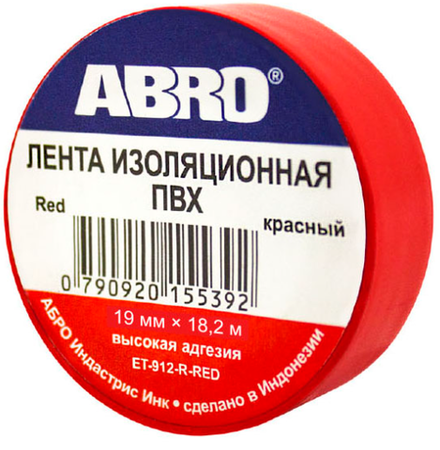 ABRO®
ЛЕНТА ИЗОЛЯЦИОННАЯ
ПВХ
Red
красный
0 790920 155392
19 мм × 18,2 м
высокая адгезия
ET-912-R-RED
АБРО Индастрис Инк • сделано в Индонезии